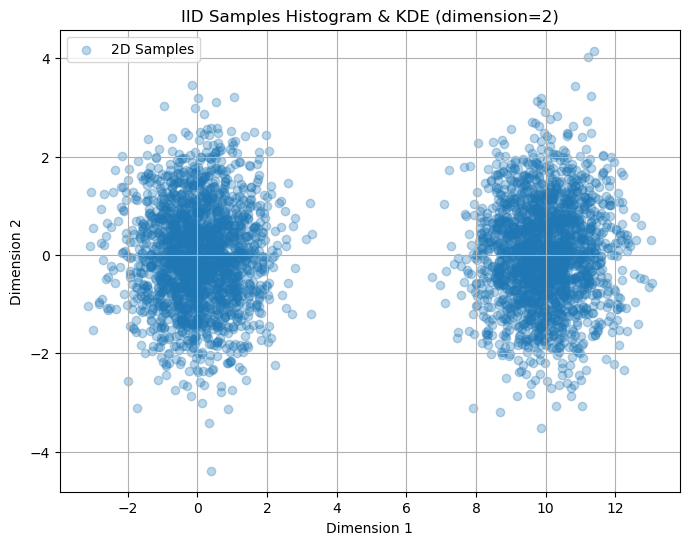 IID Samples Histogram & KDE (dimension=2)
2D Samples
4
2
0
−2
−4
Dimension 2
−2 0 2 4 6 8 10 12
Dimension 1